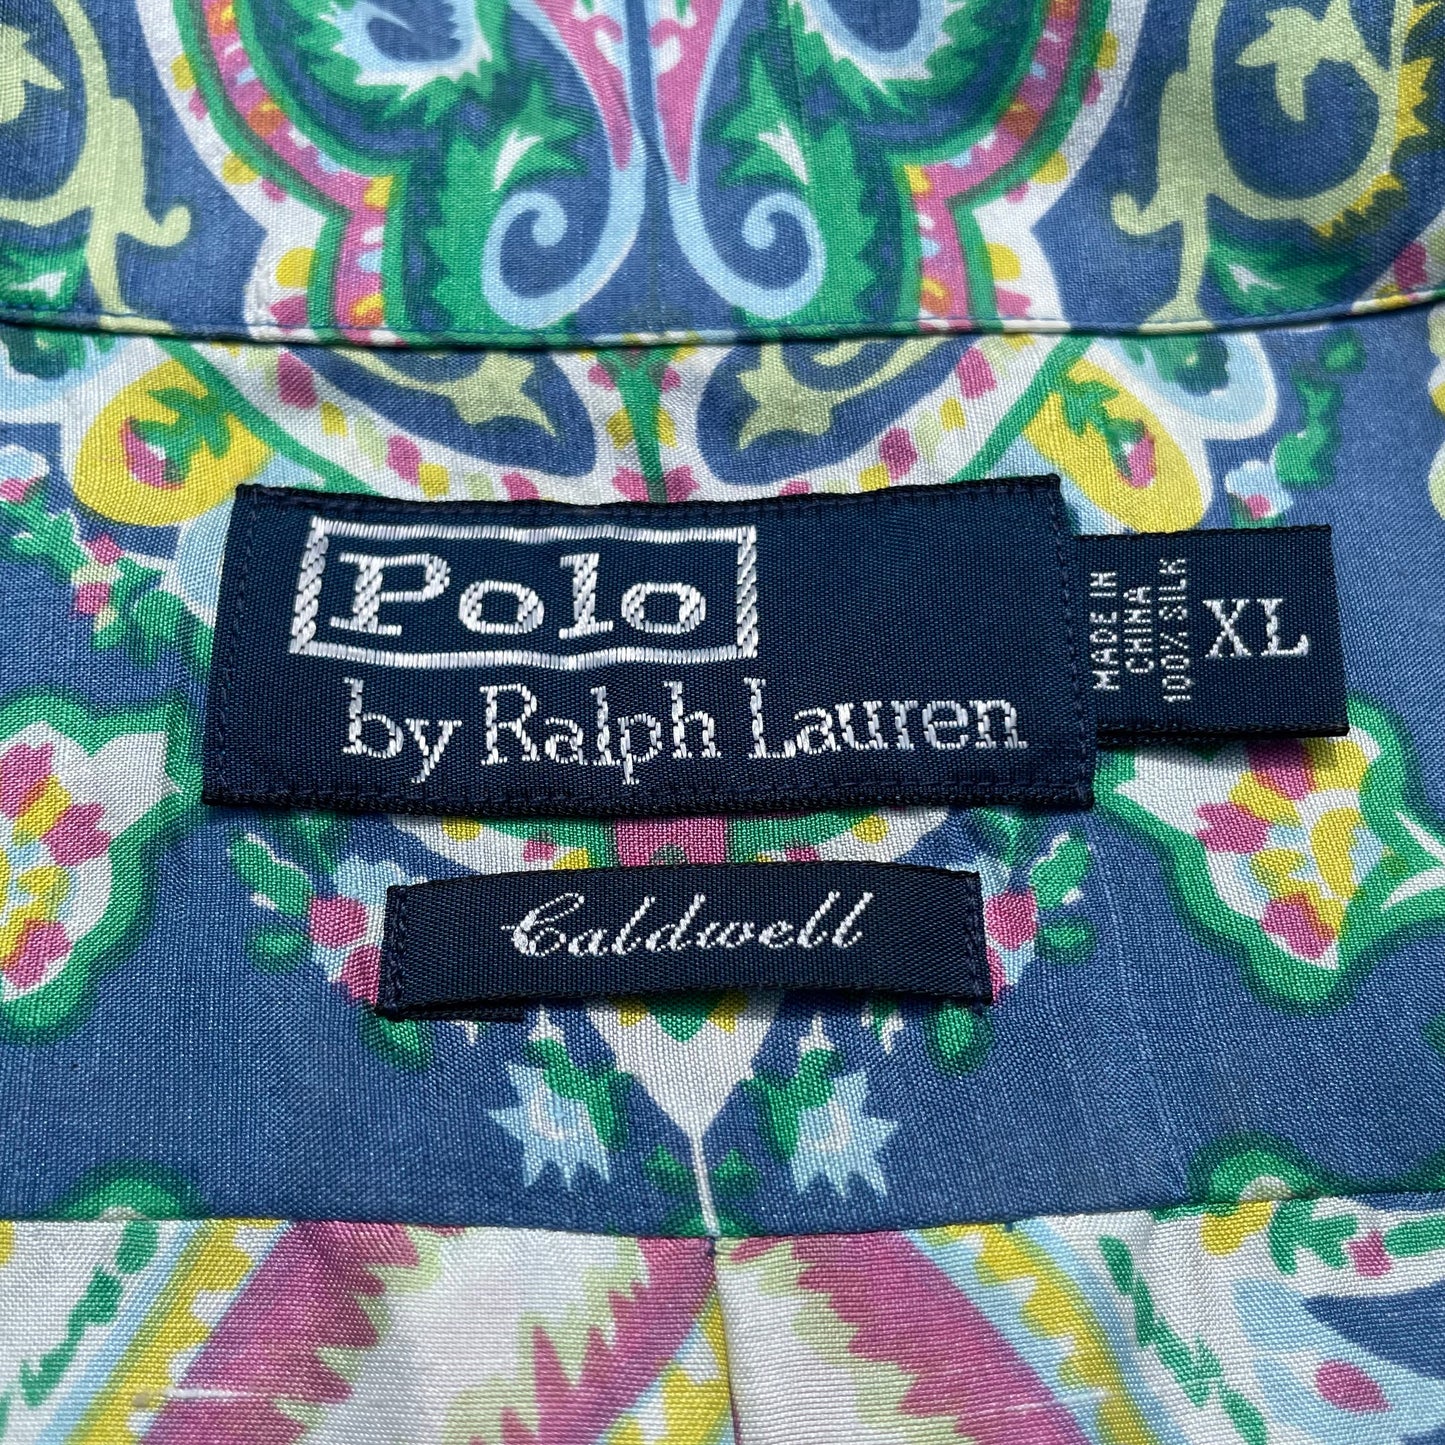 Polo
by Ralph Lauren
MADE IN
CHINA
100% SILK
XL
Caldwell